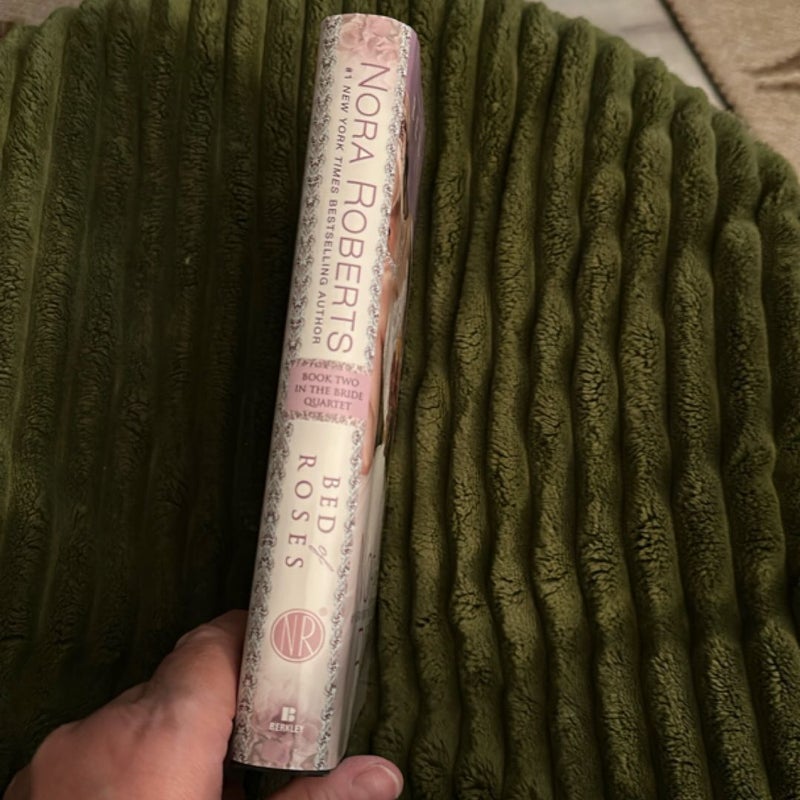 NORA ROBERTS
#1 NEW YORK TIMES BESTSELLING AUTHOR
BOOK TWO
IN THE BRIDE
QUARTET
BED of
ROSES
NR®
B
BERKLEY